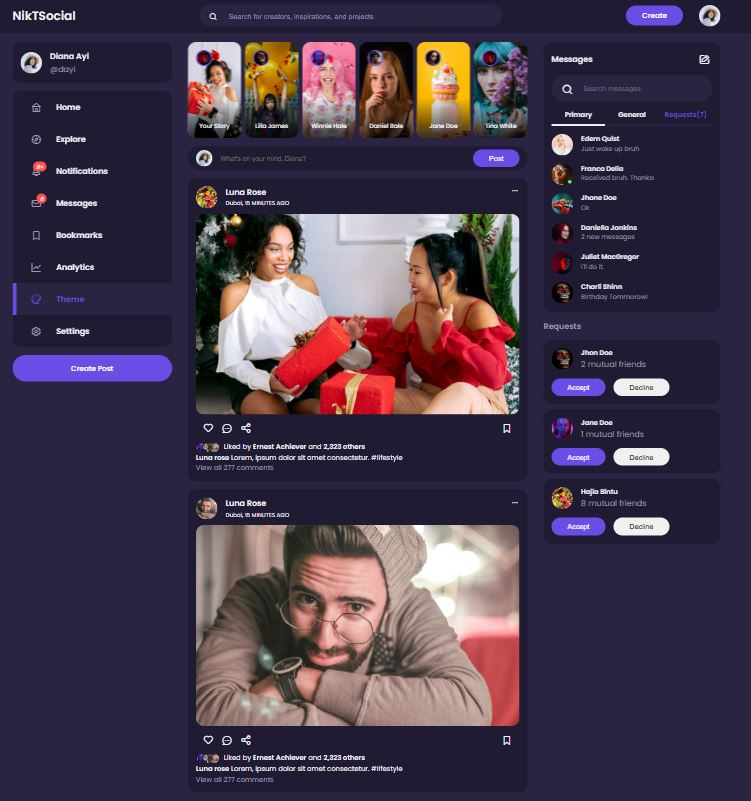 NikTSocial
Search for creators, inspirations, and projects
Create
Diana Ayi
@dayi
Home
Explore
9+
Notifications
6
Messages
Bookmarks
Analytics
Theme
Settings
Create Post
Your Story
Lilla James
Winnie Hale
Daniel Bale
Jane Doe
Tina White
What's on your mind, Diana?
Post
Luna Rose
Dubai, 15 MINUTES AGO
Liked by Ernest Achiever and 2,323 others
Luna rose Lorem, ipsum dolor sit amet consectetur. #lifestyle
View all 277 comments
Luna Rose
Dubai, 15 MINUTES AGO
Liked by Ernest Achiever and 2,323 others
Luna rose Lorem, ipsum dolor sit amet consectetur. #lifestyle
View all 277 comments
Messages
Search messages
Primary General Requests(7)
Edem Quist
Just woke up bruh
Franca Delia
Received bruh. Thanks!
Jhone Doe
Ok
Daniella Jankins
2 new messages
Juliet MacGregor
I'll do it.
Charli Shinn
Birthday Tommorow!
Requests
Jhon Doe
2 mutual friends
Accept Decline
Jane Doe
1 mutual friends
Accept Decline
Hajia Bintu
8 mutual friends
Accept Decline